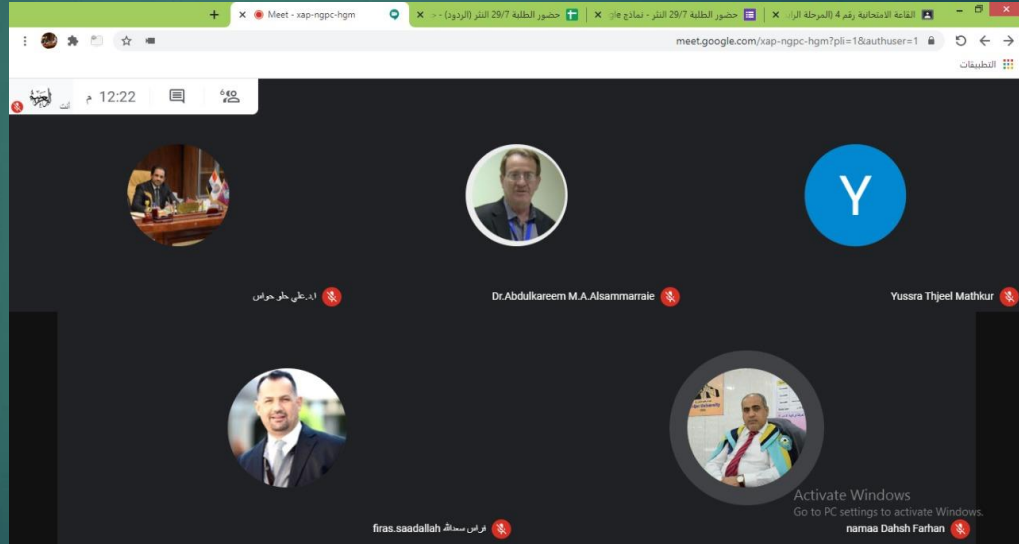 القاعة الامتحانية رقم 4 (المرحلة الرا
حضور الطلبة 29/7 النثر - نماذج gle
حضور الطلبة 29/7 النثر (الردود) -
Meet - xap-ngpc-hgm
meet.google.com/xap-ngpc-hgm?pli=1&authuser=1
التطبيقات
6
12:22 م
أنت
Y
ا.د.علي حلو حواس
Dr.Abdulkareem M.A.Alsammarraie
Yussra Thjeel Mathkur
firas.saadallah فراس سعدالله
Activate Windows
Go to PC settings to activate Windows.
namaa Dahsh Farhan